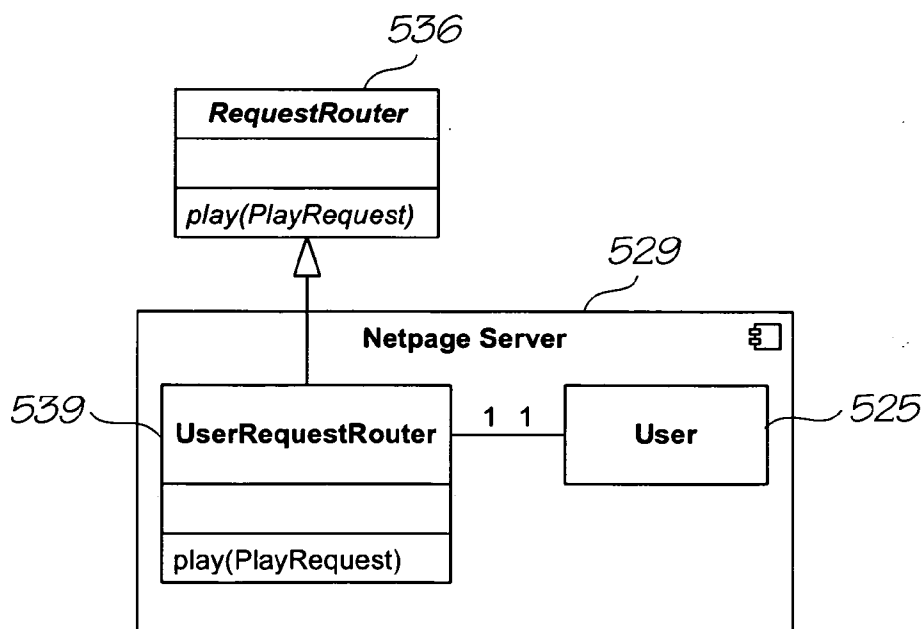 536
RequestRouter
play(PlayRequest)
529
Netpage Server
539
UserRequestRouter
1 1
User
525
play(PlayRequest)